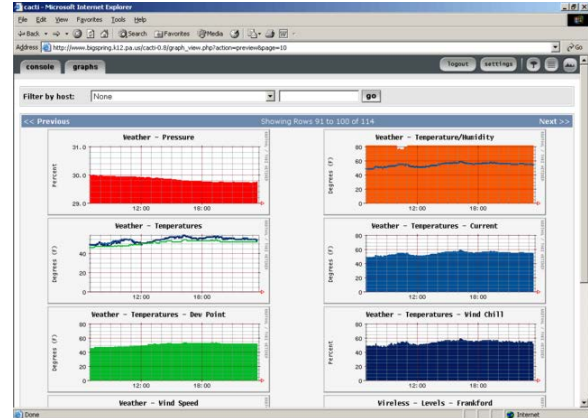 cacti - Microsoft Internet Explorer
File Edit View Favorites Tools Help
Back Search Favorites Media
Address http://www.bigspring.k12.pa.us/cacti-0.8/graph_view.php?action=preview&page=10 Go
console graphs logout settings
Filter by host: None go
<< Previous Showing Rows 91 to 100 of 114 Next >>
Weather - Pressure
Percent
31.0
30.0
29.0
12:00 18:00
Weather - Temperature/Humidity
Degrees (F)
80
60
40
20
0
12:00 18:00
Weather - Temperatures
Degrees (F)
40
20
0
12:00 18:00
Weather - Temperatures - Current
Degrees (F)
80
60
40
20
0
12:00 18:00
Weather - Temperatures - Dew Point
Degrees (F)
80
60
40
20
0
12:00 18:00
Weather - Temperatures - Wind Chill
Percent
80
60
40
20
0
12:00 18:00
Weather - Wind Speed
Wireless - Levels - Frankford
Done Internet